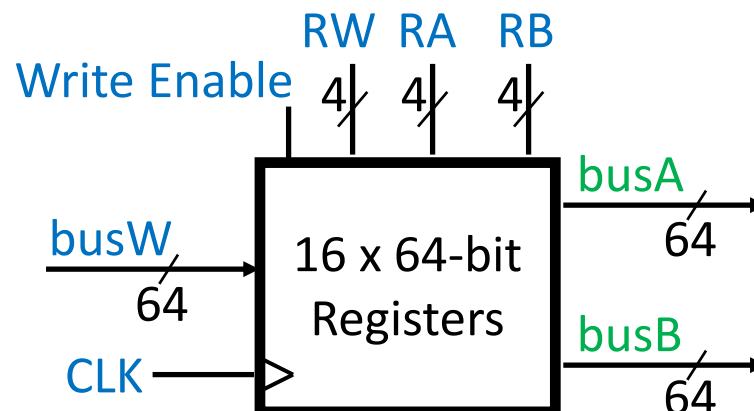 RW RA RB
Write Enable
4 4 4
busA
64
busW
64
16 x 64-bit
Registers
busB
64
CLK